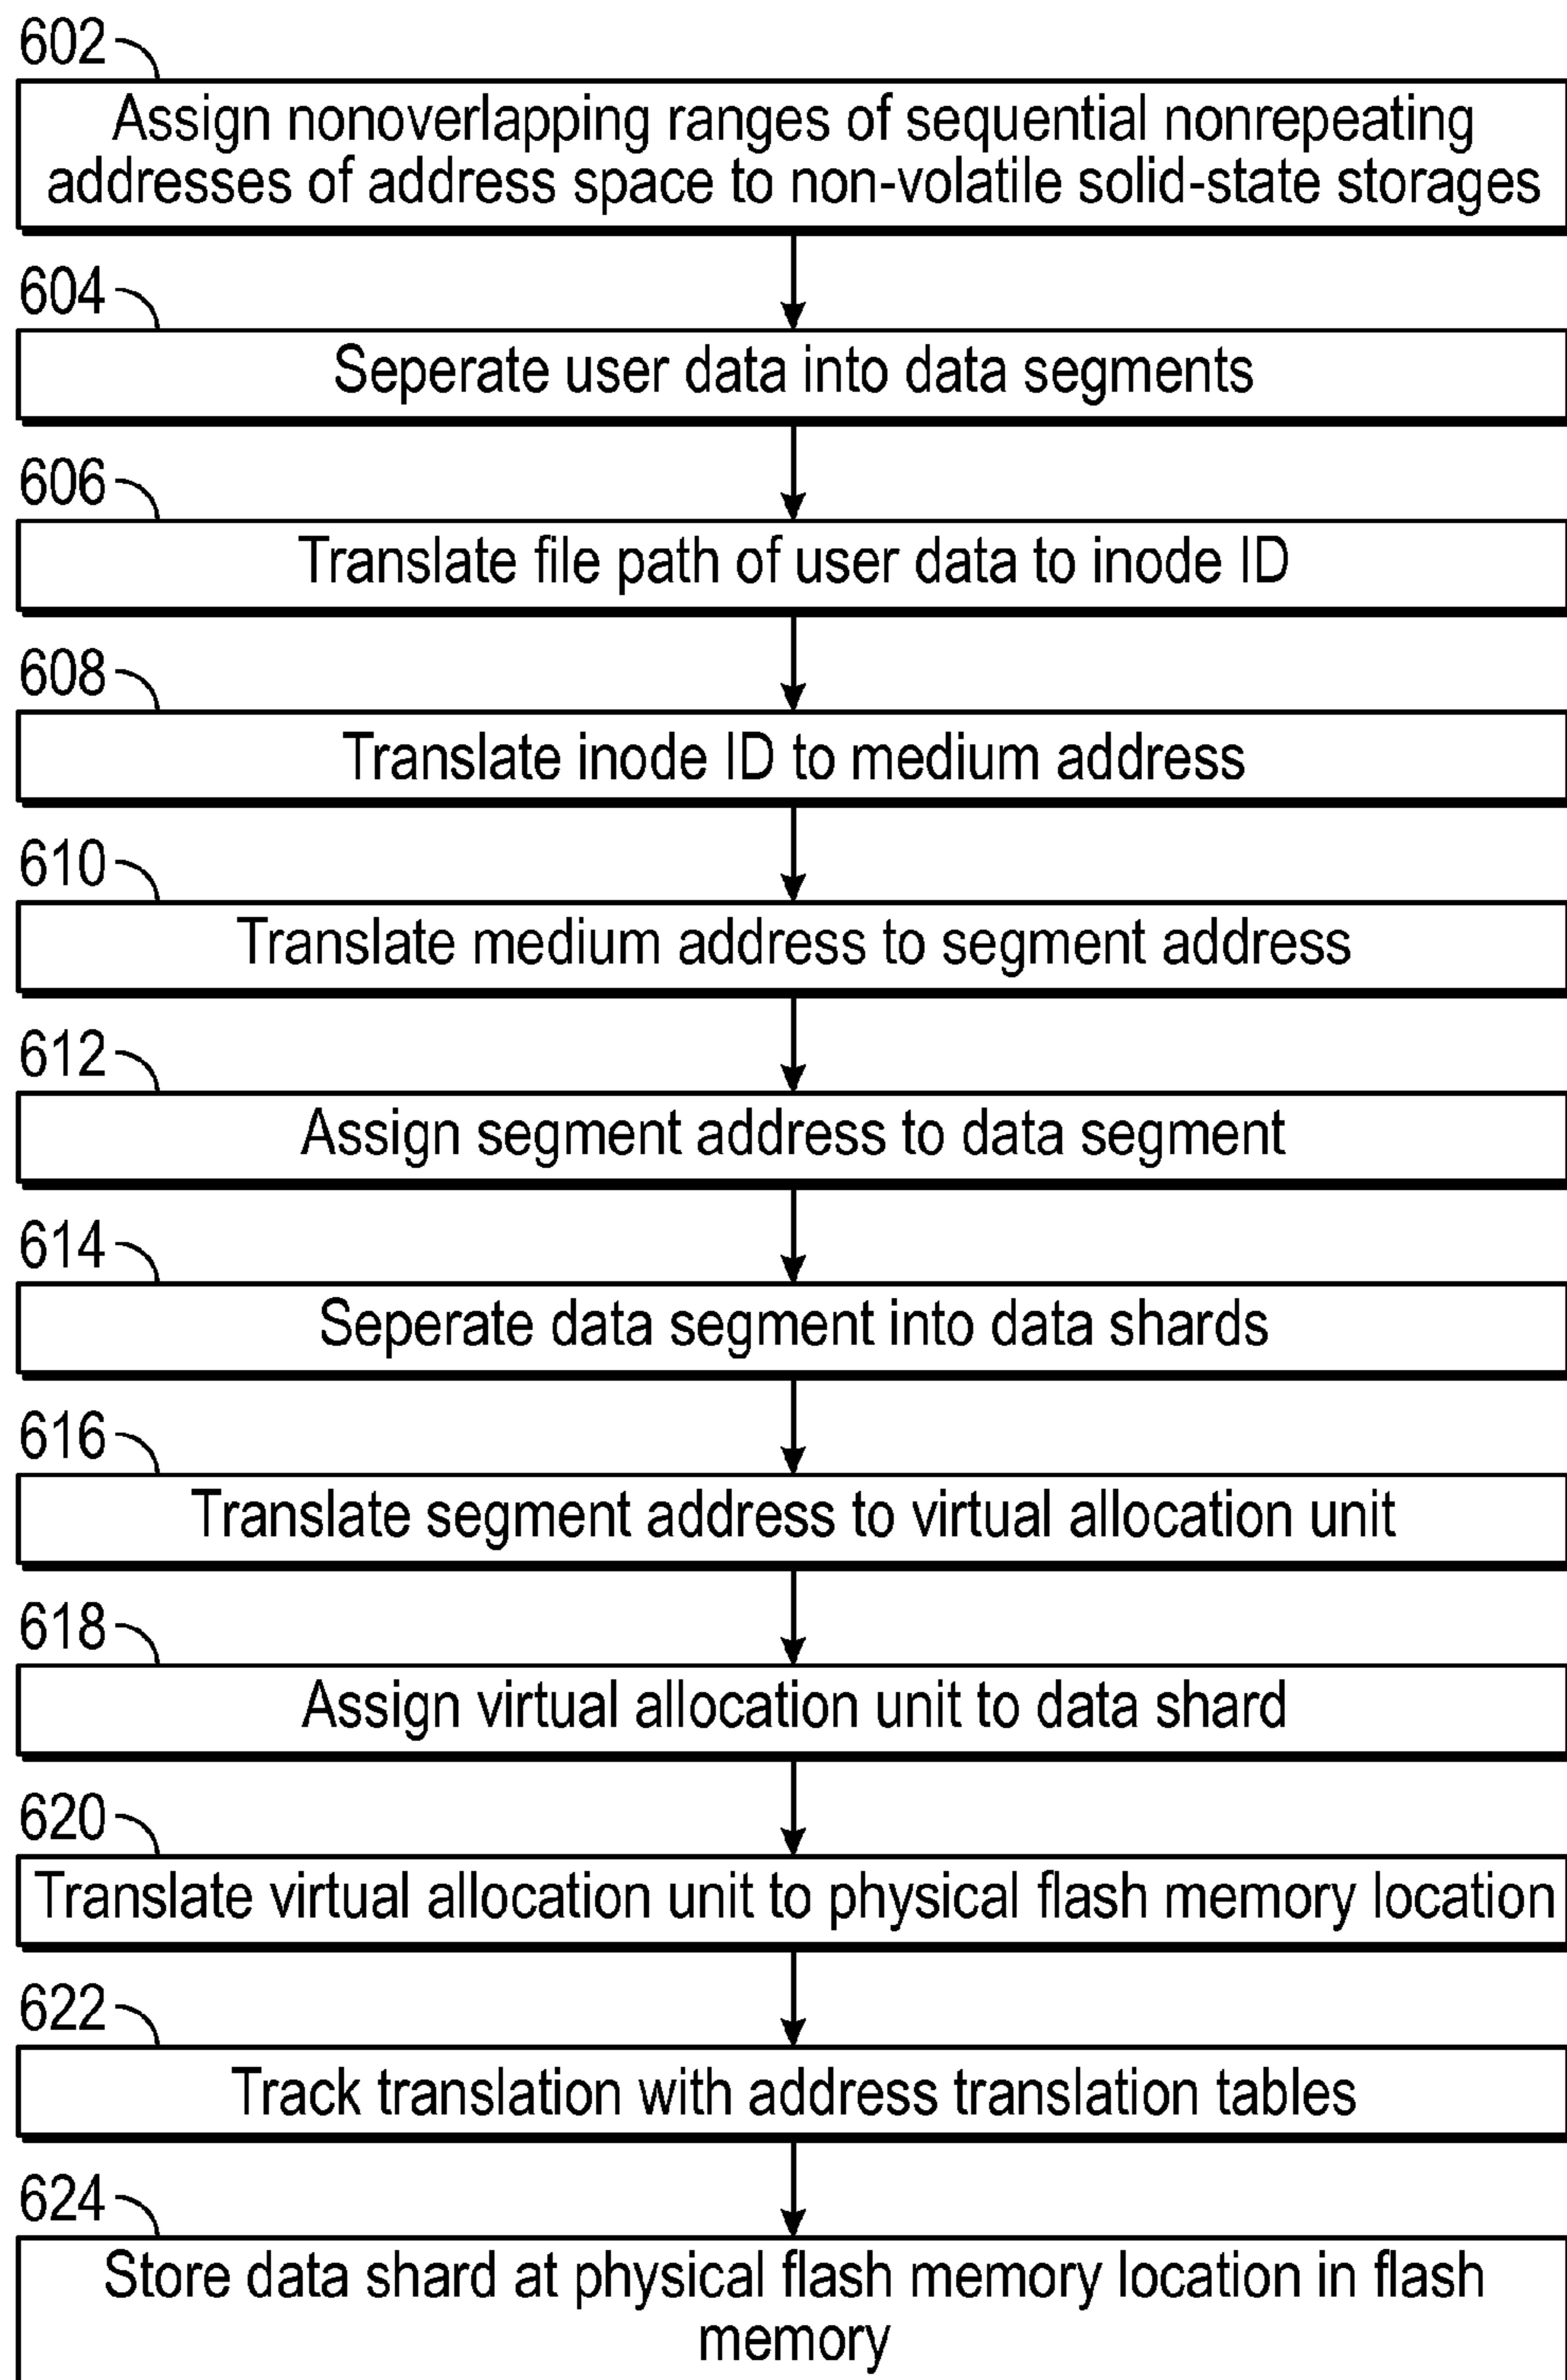 602
Assign nonoverlapping ranges of sequential nonrepeating
addresses of address space to non-volatile solid-state storages
604
Seperate user data into data segments
606
Translate file path of user data to inode ID
608
Translate inode ID to medium address
610
Translate medium address to segment address
612
Assign segment address to data segment
614
Seperate data segment into data shards
616
Translate segment address to virtual allocation unit
618
Assign virtual allocation unit to data shard
620
Translate virtual allocation unit to physical flash memory location
622
Track translation with address translation tables
624
Store data shard at physical flash memory location in flash
memory